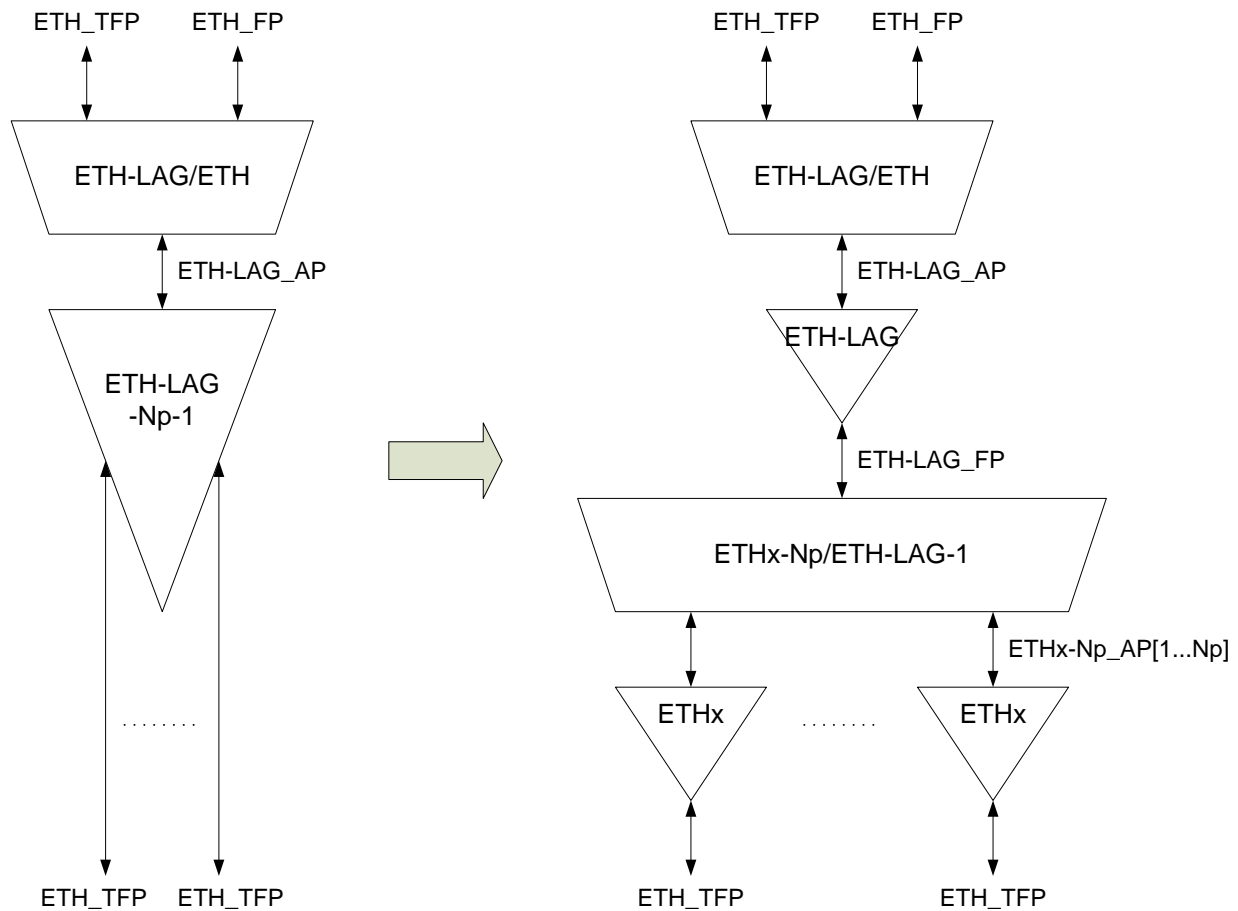 ETH_TFP ETH_FP ETH_TFP ETH_FP
ETH-LAG/ETH ETH-LAG/ETH
ETH-LAG_AP ETH-LAG_AP
ETH-LAG
ETH-LAG
-Np-1
ETH-LAG_FP
ETHx-Np/ETH-LAG-1
ETHx-Np_AP[1...Np]
ETHx ETHx
........ ........
ETH_TFP ETH_TFP ETH_TFP ETH_TFP